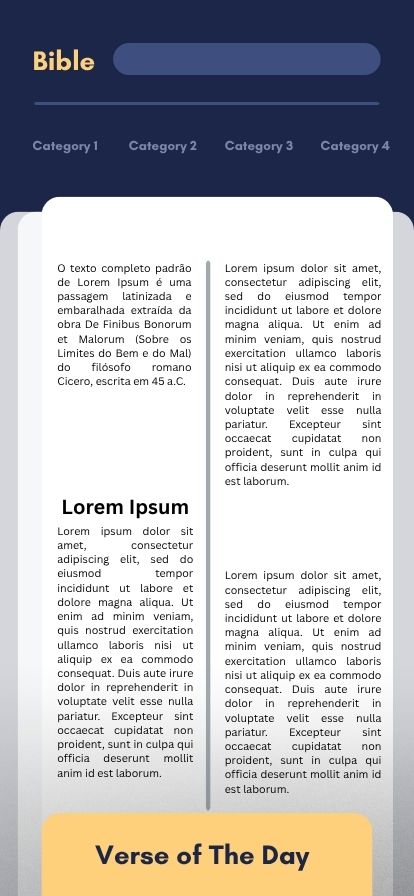 Bible
Category 1
Category 2
Category 3
Category 4
O texto completo padrão
de Lorem Ipsum é uma
passagem latinizada e
embaralhada extraída da
obra De Finibus Bonorum
et Malorum (Sobre os
Limites do Bem e do Mal)
do filósofo romano
Cicero, escrita em 45 a.C.
Lorem Ipsum
Lorem ipsum dolor sit
amet, consectetur
adipiscing elit, sed do
eiusmod tempor
incididunt ut labore et
dolore magna aliqua. Ut
enim ad minim veniam,
quis nostrud exercitation
ullamco laboris nisi ut
aliquip ex ea commodo
consequat. Duis aute irure
dolor in reprehenderit in
voluptate velit esse nulla
pariatur. Excepteur sint
occaecat cupidatat non
proident, sunt in culpa qui
officia deserunt mollit
anim id est laborum.
Lorem ipsum dolor sit amet,
consectetur adipiscing elit,
sed do eiusmod tempor
incididunt ut labore et dolore
magna aliqua. Ut enim ad
minim veniam, quis nostrud
exercitation ullamco laboris
nisi ut aliquip ex ea commodo
consequat. Duis aute irure
dolor in reprehenderit in
voluptate velit esse nulla
pariatur. Excepteur sint
occaecat cupidatat non
proident, sunt in culpa qui
officia deserunt mollit anim id
est laborum.
Lorem ipsum dolor sit amet,
consectetur adipiscing elit,
sed do eiusmod tempor
incididunt ut labore et dolore
magna aliqua. Ut enim ad
minim veniam, quis nostrud
exercitation ullamco laboris
nisi ut aliquip ex ea commodo
consequat. Duis aute irure
dolor in reprehenderit in
voluptate velit esse nulla
pariatur. Excepteur sint
occaecat cupidatat non
proident, sunt in culpa qui
officia deserunt mollit anim id
est laborum.
Verse of The Day